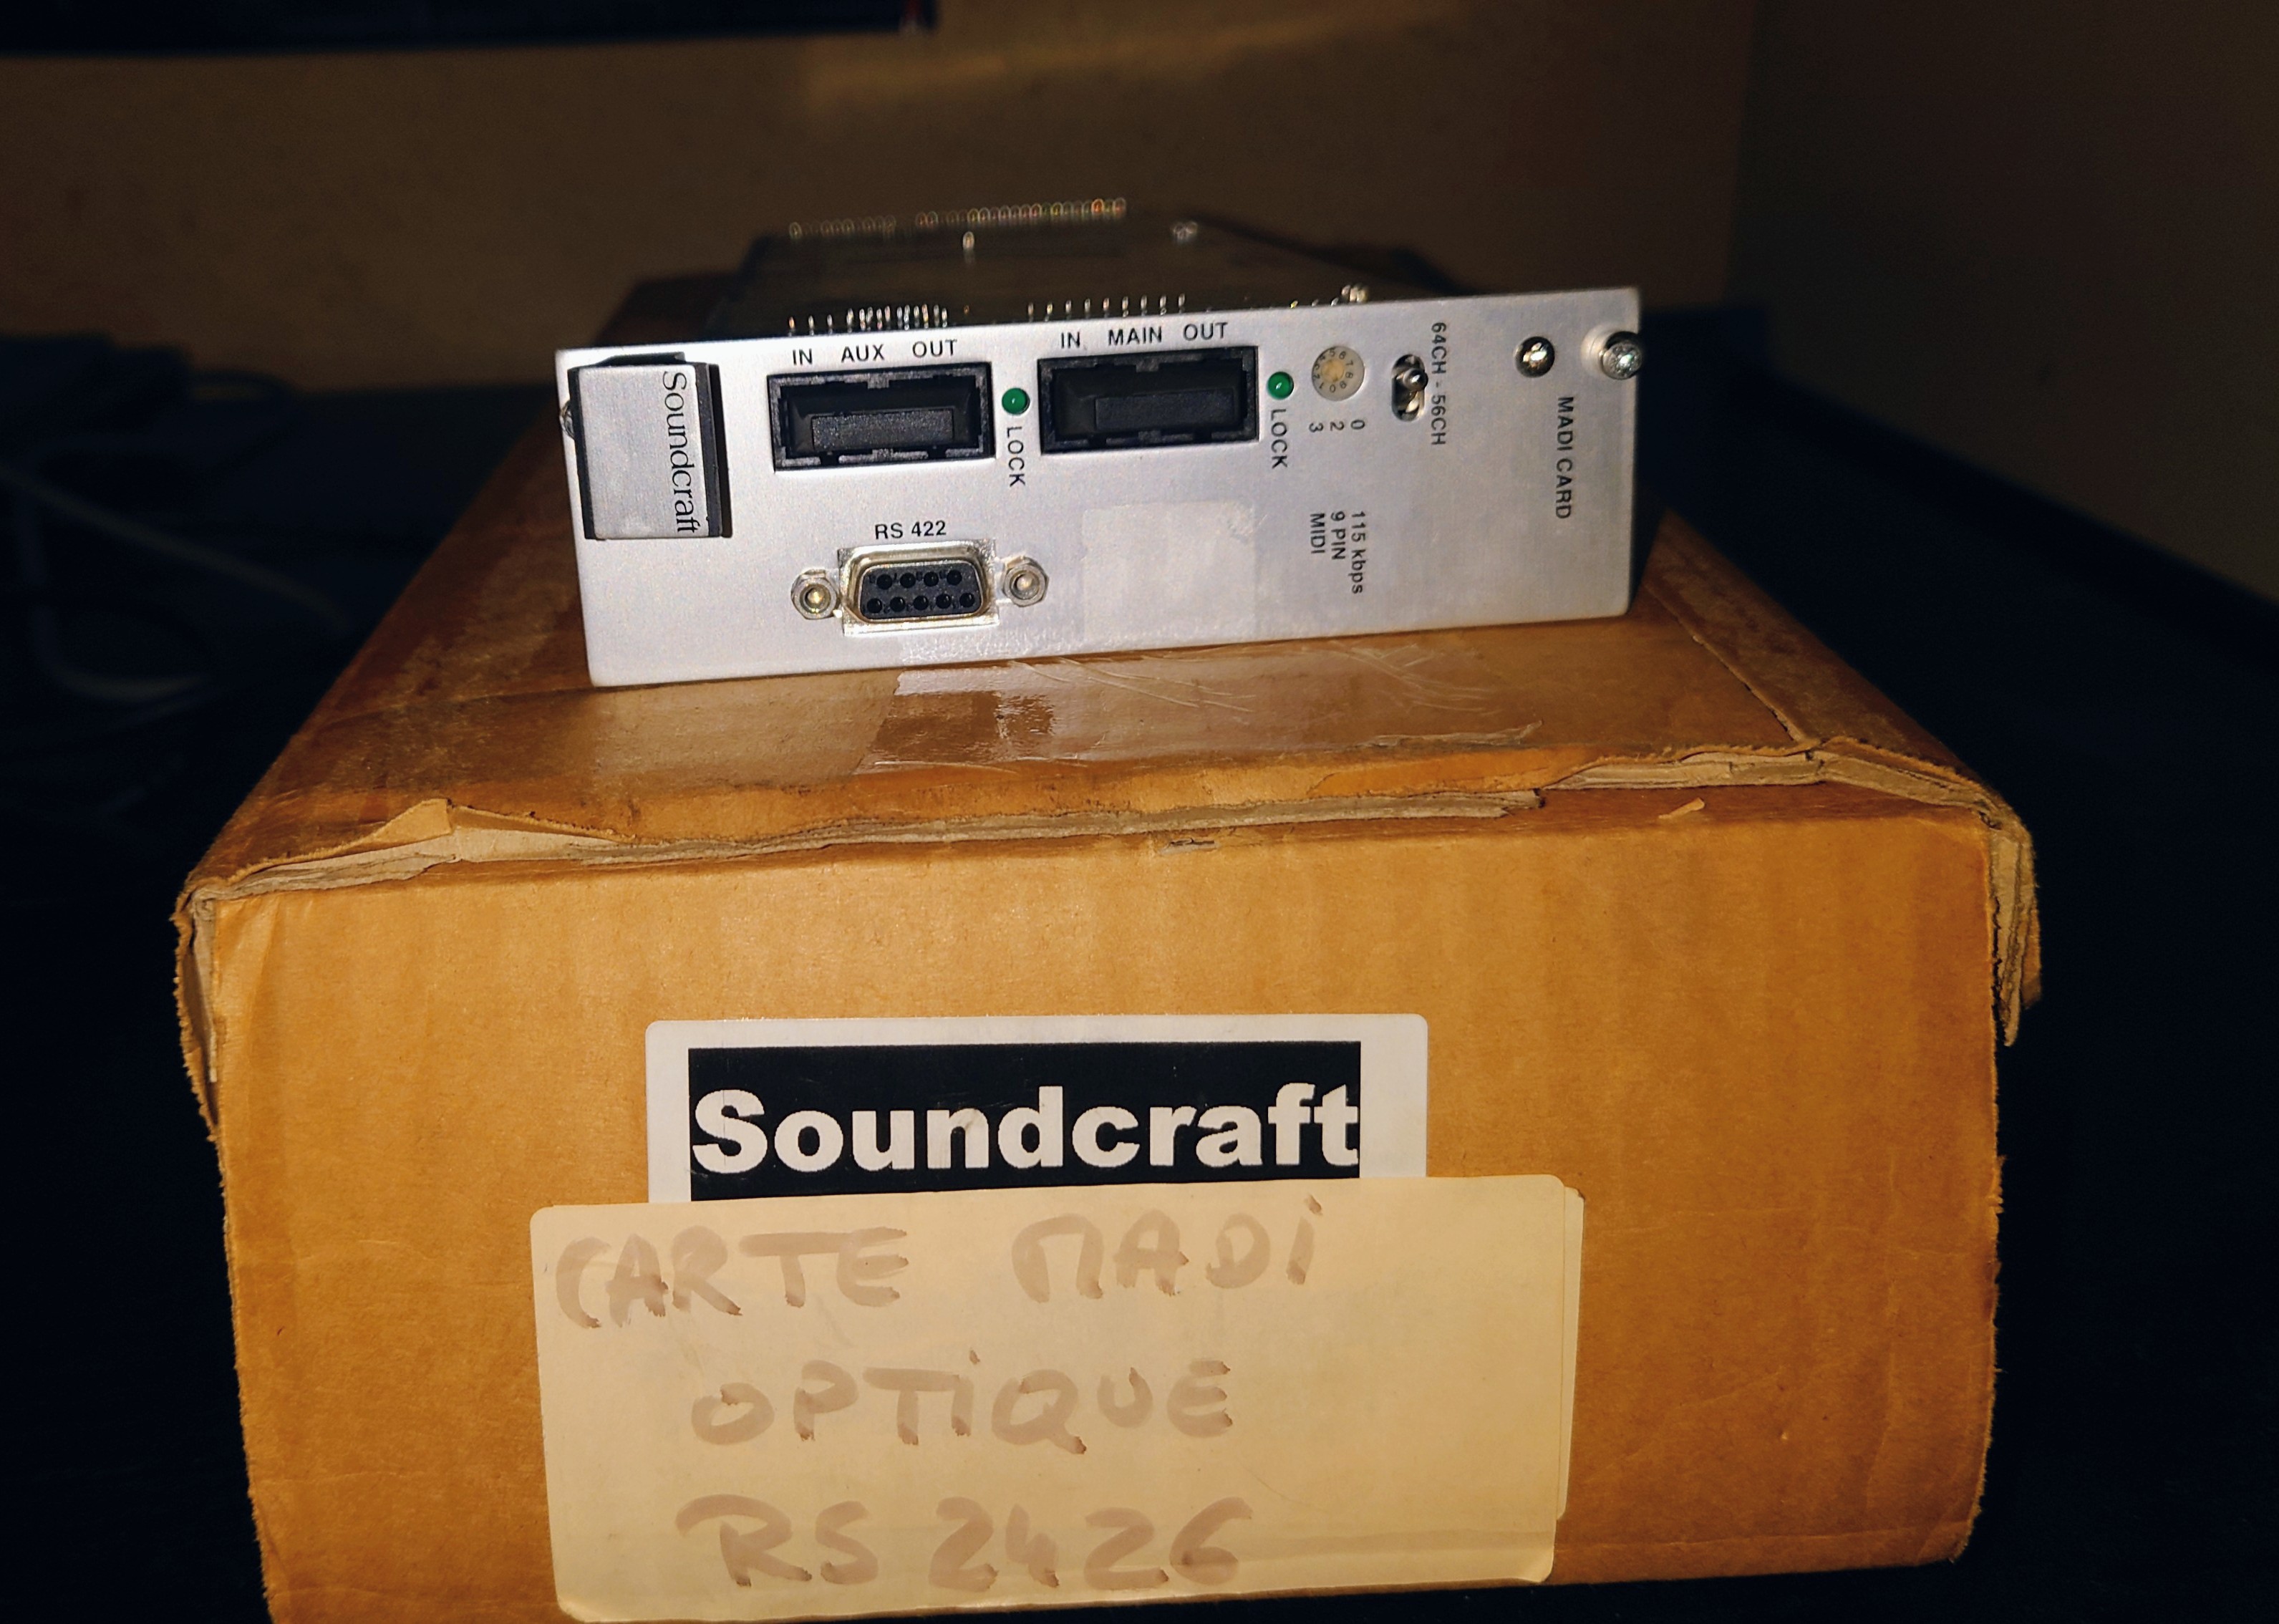 IN AUX OUT
IN MAIN OUT
Soundcraft
LOCK
LOCK
0
2
3
64CH - 56CH
MADI CARD
RS 422
115 kbps
9 PIN
MIDI
Soundcraft
CARTE MADi
OPTiQUE
RS 2426